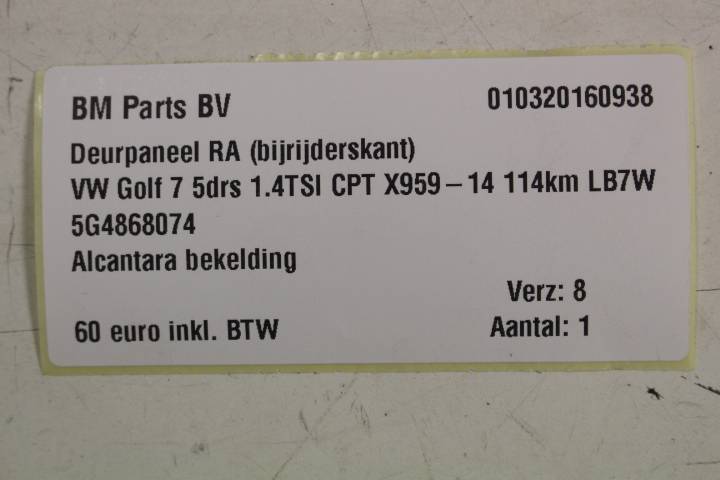 BM Parts BV 010320160938
Deurpaneel RA (bijrijderskant)
VW Golf 7 5drs 1.4TSI CPT X959 – 14 114km LB7W
5G4868074
Alcantara bekelding
Verz: 8
60 euro inkl. BTW Aantal: 1